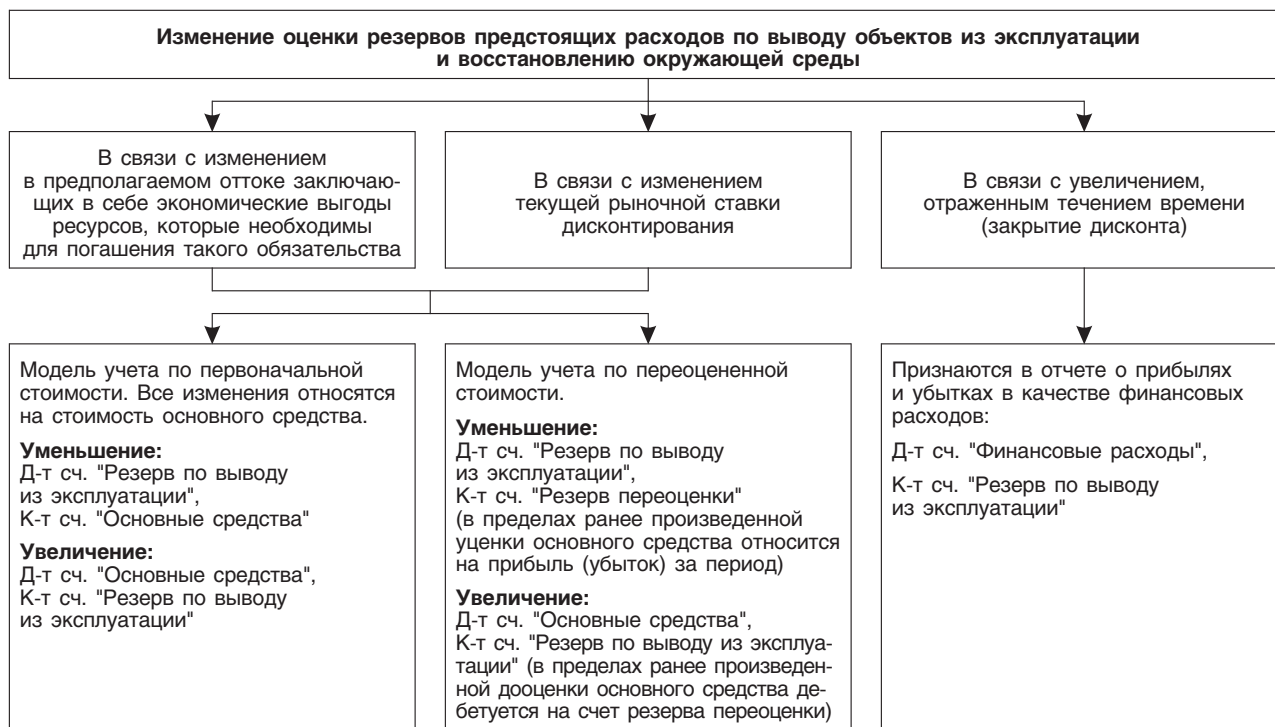 Изменение оценки резервов предстоящих расходов по выводу объектов из эксплуатации
и восстановлению окружающей среды
В связи с изменением
в предполагаемом оттоке заключаю-
щих в себе экономические выгоды
ресурсов, которые необходимы
для погашения такого обязательства
В связи с изменением
текущей рыночной ставки
дисконтирования
В связи с увеличением,
отраженным течением времени
(закрытие дисконта)
Модель учета по первоначальной
стоимости. Все изменения относятся
на стоимость основного средства.
Уменьшение:
Д-т сч. "Резерв по выводу
из эксплуатации",
К-т сч. "Основные средства"
Увеличение:
Д-т сч. "Основные средства",
К-т сч. "Резерв по выводу
из эксплуатации"
Модель учета по переоцененной
стоимости.
Уменьшение:
Д-т сч. "Резерв по выводу
из эксплуатации",
К-т сч. "Резерв переоценки"
(в пределах ранее произведенной
уценки основного средства относится
на прибыль (убыток) за период)
Увеличение:
Д-т сч. "Основные средства",
К-т сч. "Резерв по выводу из эксплуа-
тации" (в пределах ранее произведен-
ной дооценки основного средства де-
бетуется на счет резерва переоценки)
Признаются в отчете о прибылях
и убытках в качестве финансовых
расходов:
Д-т сч. "Финансовые расходы",
К-т сч. "Резерв по выводу
из эксплуатации"